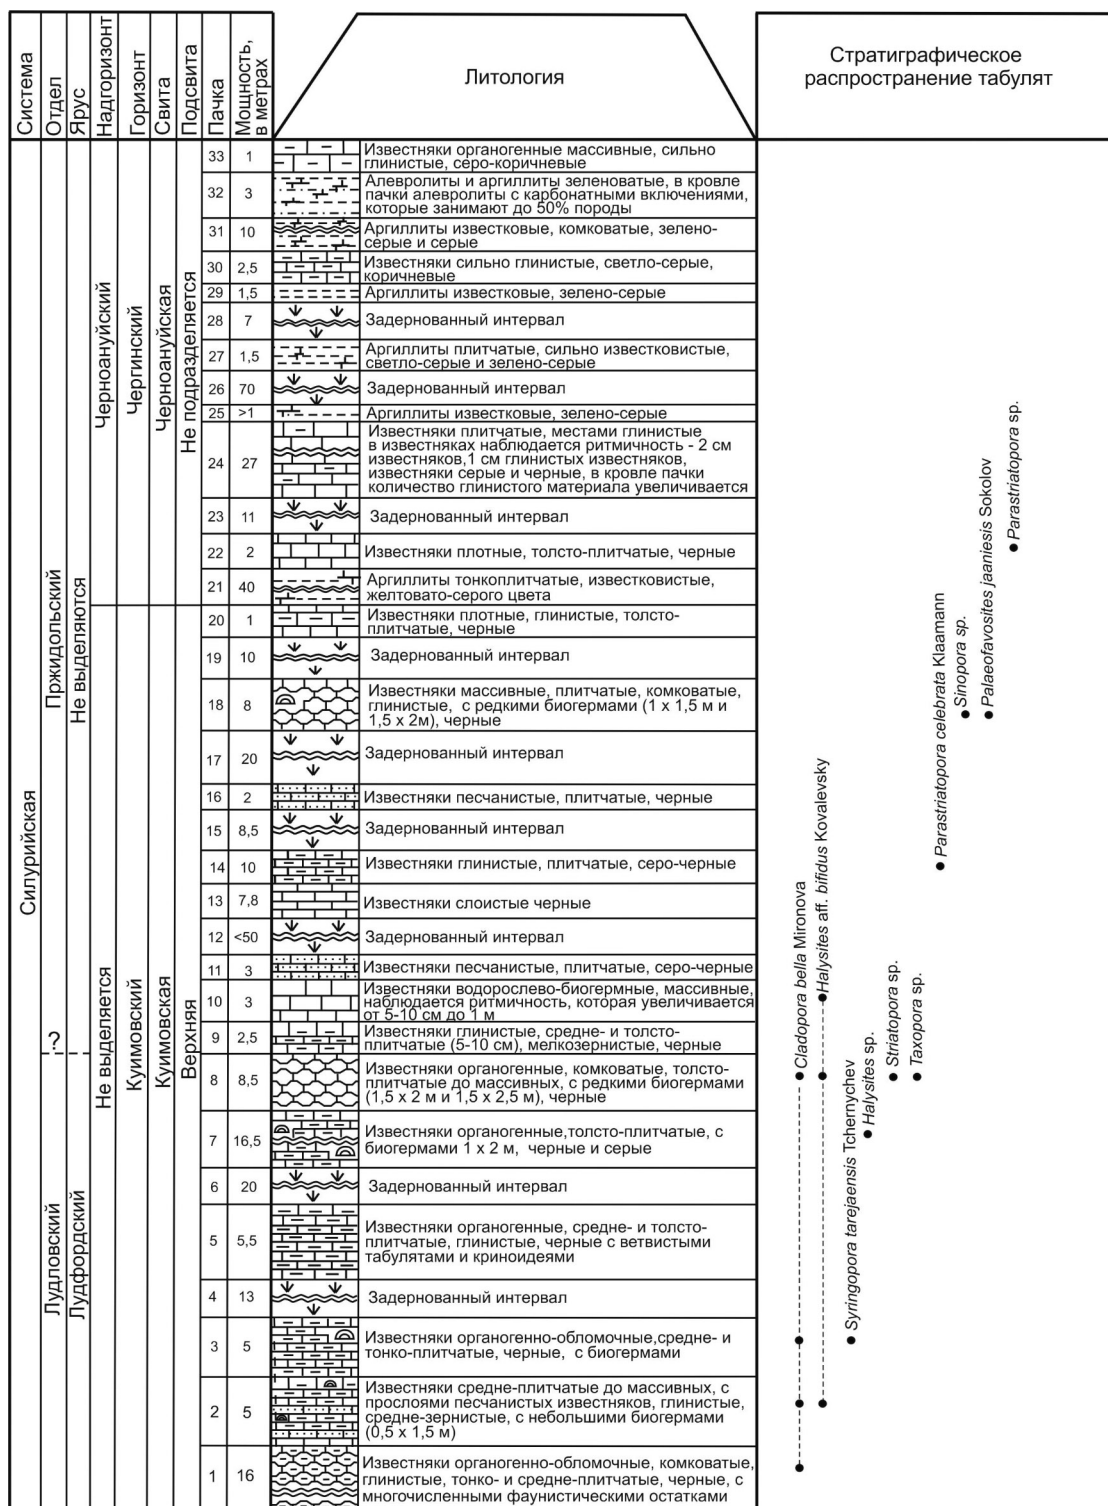 Система
Отдел
Ярус
Надгоризонт
Горизонт
Свита
Подсвита
Пачка
Мощность,
в метрах
Литология
Стратиграфическое
распространение табулят
Силурийская
Пржидольский
?
Лудловский
Не выделяются
Лудфордский
Черноануйский
Не выделяется
Чергинский
Куимовский
Черноануйская
Куимовская
Не подразделяется
Верхняя
33 1 Известняки органогенные массивные, сильно
глинистые, серо-коричневые
32 3 Алевролиты и аргиллиты зеленоватые, в кровле
пачки алевролиты с карбонатными включениями,
которые занимают до 50% породы
31 10 Аргиллиты известковые, комковатые, зелено-
серые и серые
30 2,5 Известняки сильно глинистые, светло-серые,
коричневые
29 1,5 Аргиллиты известковые, зелено-серые
28 7 Задернованный интервал
27 1,5 Аргиллиты плитчатые, сильно известковистые,
светло-серые и зелено-серые
26 70 Задернованный интервал
25 >1 Аргиллиты известковые, зелено-серые
24 27 Известняки плитчатые, местами глинистые
в известняках наблюдается ритмичность - 2 см
известняков,1 см глинистых известняков,
известняки серые и черные, в кровле пачки
количество глинистого материала увеличивается
23 11 Задернованный интервал
22 2 Известняки плотные, толсто-плитчатые, черные
21 40 Аргиллиты тонкоплитчатые, известковистые,
желтовато-серого цвета
20 1 Известняки плотные, глинистые, толсто-
плитчатые, черные
19 10 Задернованный интервал
18 8 Известняки массивные, плитчатые, комковатые,
глинистые, с редкими биогермами (1 х 1,5 м и
1,5 х 2м), черные
17 20 Задернованный интервал
16 2 Известняки песчанистые, плитчатые, черные
15 8,5 Задернованный интервал
14 10 Известняки глинистые, плитчатые, серо-черные
13 7,8 Известняки слоистые черные
12 <50 Задернованный интервал
11 3 Известняки песчанистые, плитчатые, серо-черные
10 3 Известняки водорослево-биогермные, массивные,
наблюдается ритмичность, которая увеличивается
от 5-10 см до 1 м
9 2,5 Известняки глинистые, средне- и толсто-
плитчатые (5-10 см), мелкозернистые, черные
8 8,5 Известняки органогенные, комковатые, толсто-
плитчатые до массивных, с редкими биогермами
(1,5 х 2 м и 1,5 х 2,5 м), черные
7 16,5 Известняки органогенные,толсто-плитчатые, с
биогермами 1 х 2 м, черные и серые
6 20 Задернованный интервал
5 5,5 Известняки органогенные, средне- и толсто-
плитчатые, глинистые, черные с ветвистыми
табулятами и криноидеями
4 13 Задернованный интервал
3 5 Известняки органогенно-обломочные,средне- и
тонко-плитчатые, черные, с биогермами
2 5 Известняки средне-плитчатые до массивных, с
прослоями песчанистых известняков, глинистые,
средне-зернистые, с небольшими биогермами
(0,5 х 1,5 м)
1 16 Известняки органогенно-обломочные, комковатые,
глинистые, тонко- и средне-плитчатые, черные, с
многочисленными фаунистическими остатками
Cladopora bella Mironova
Halysites aff. bifidus Kovalevsky
Syringopora tarejaensis Tchernychev
Halysites sp.
Striatopora sp.
Taxopora sp.
Parastriatopora celebrata Klaamann
Sinopora sp.
Palaeofavosites jaaniesis Sokolov
Parastriatopora sp.